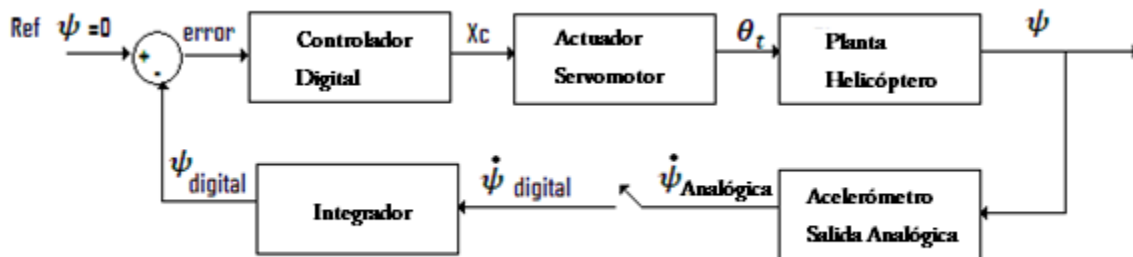 Ref ψ =0
+
-
error
Controlador
Digital
Xc
Actuador
Servomotor
θt
Planta
Helicóptero
ψ
ψ digital
Integrador
ψ̇ digital
ψ̇ Analógica
Acelerómetro
Salida Analógica